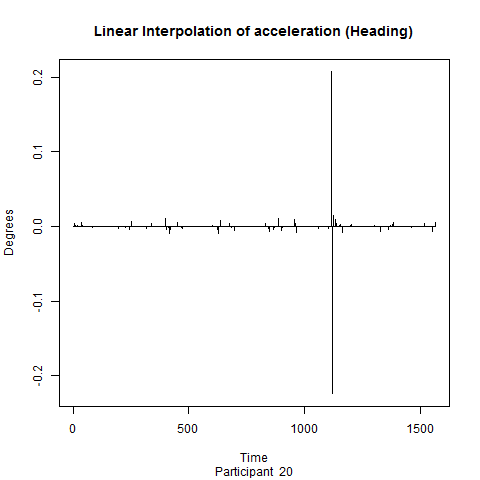 Linear Interpolation of acceleration (Heading)
0.2
0.1
0.0
-0.1
-0.2
Degrees
0 500 1000 1500
Time
Participant 20